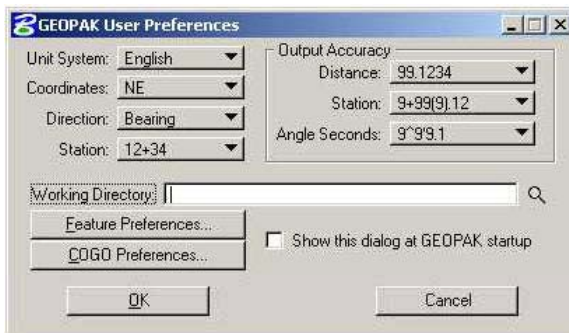 GEOPAK User Preferences
Unit System: English
Coordinates: NE
Direction: Bearing
Station: 12+34
Output Accuracy
Distance: 99.1234
Station: 9+99(9).12
Angle Seconds: 9^9'9.1
Working Directory:
Feature Preferences...
COGO Preferences...
Show this dialog at GEOPAK startup
OK
Cancel